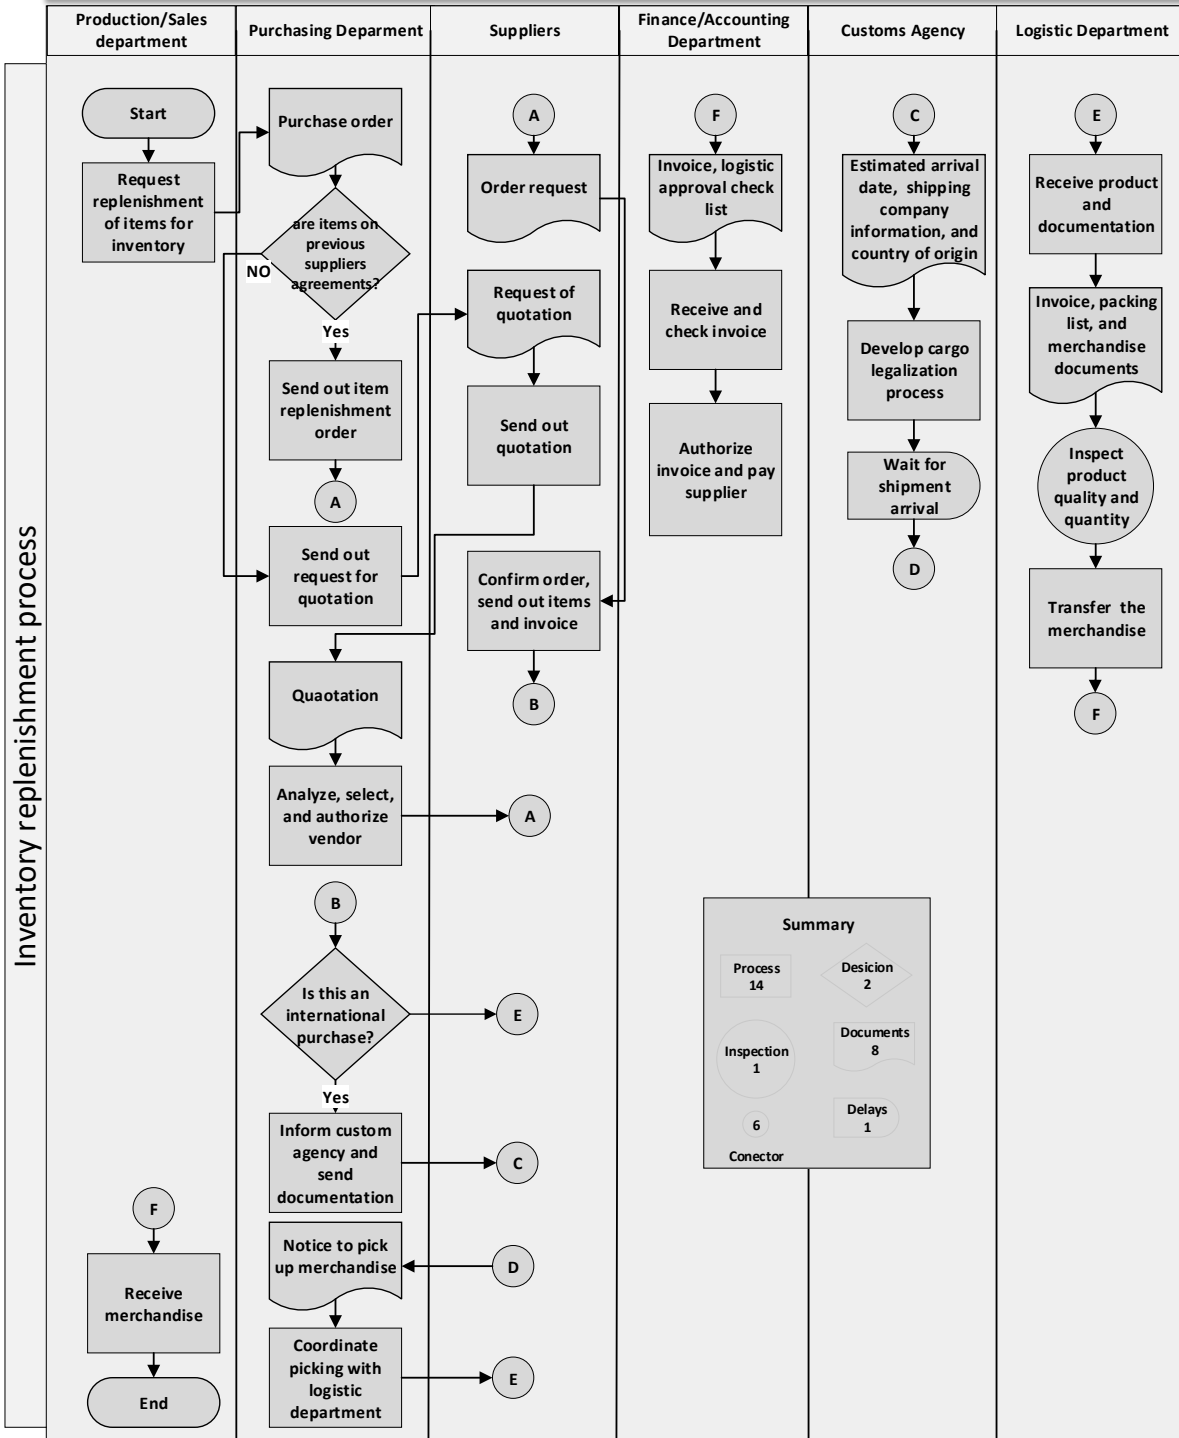 Production/Sales
department
Purchasing Deparment
Suppliers
Finance/Accounting
Department
Customs Agency
Logistic Department
Inventory replenishment process
Start
Request
replenishment
of items for
inventory
F
Receive
merchandise
End
Purchase order
are items on
previous
suppliers
agreements?
NO
Yes
Send out item
replenishment
order
A
Send out
request for
quotation
Quaotation
Analyze, select,
and authorize
vendor
B
Is this an
international
purchase?
Yes
Inform custom
agency and
send
documentation
Notice to pick
up merchandise
Coordinate
picking with
logistic
department
A
Order request
Request of
quotation
Send out
quotation
Confirm order,
send out items
and invoice
B
A
E
C
D
E
F
Invoice, logistic
approval check
list
Receive and
check invoice
Authorize
invoice and pay
supplier
C
Estimated arrival
date, shipping
company
information, and
country of origin
Develop cargo
legalization
process
Wait for
shipment
arrival
D
E
Receive product
and
documentation
Invoice, packing
list, and
merchandise
documents
Inspect
product
quality and
quantity
Transfer the
merchandise
F
Summary
Process
14
Desicion
2
Inspection
1
Documents
8
6
Conector
Delays
1